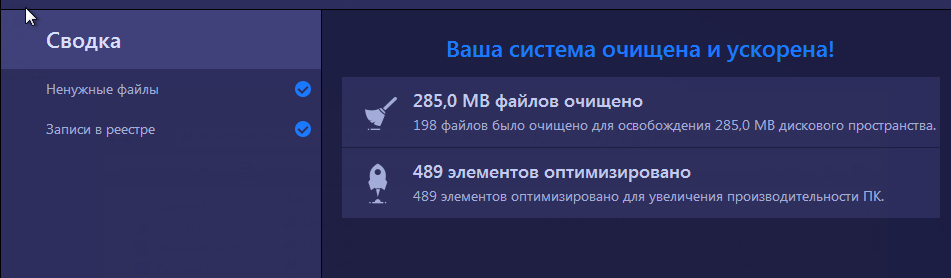 Сводка
Ненужные файлы
Записи в реестре
Ваша система очищена и ускорена!
285,0 MB файлов очищено
198 файлов было очищено для освобождения 285,0 MB дискового пространства.
489 элементов оптимизировано
489 элементов оптимизировано для увеличения производительности ПК.